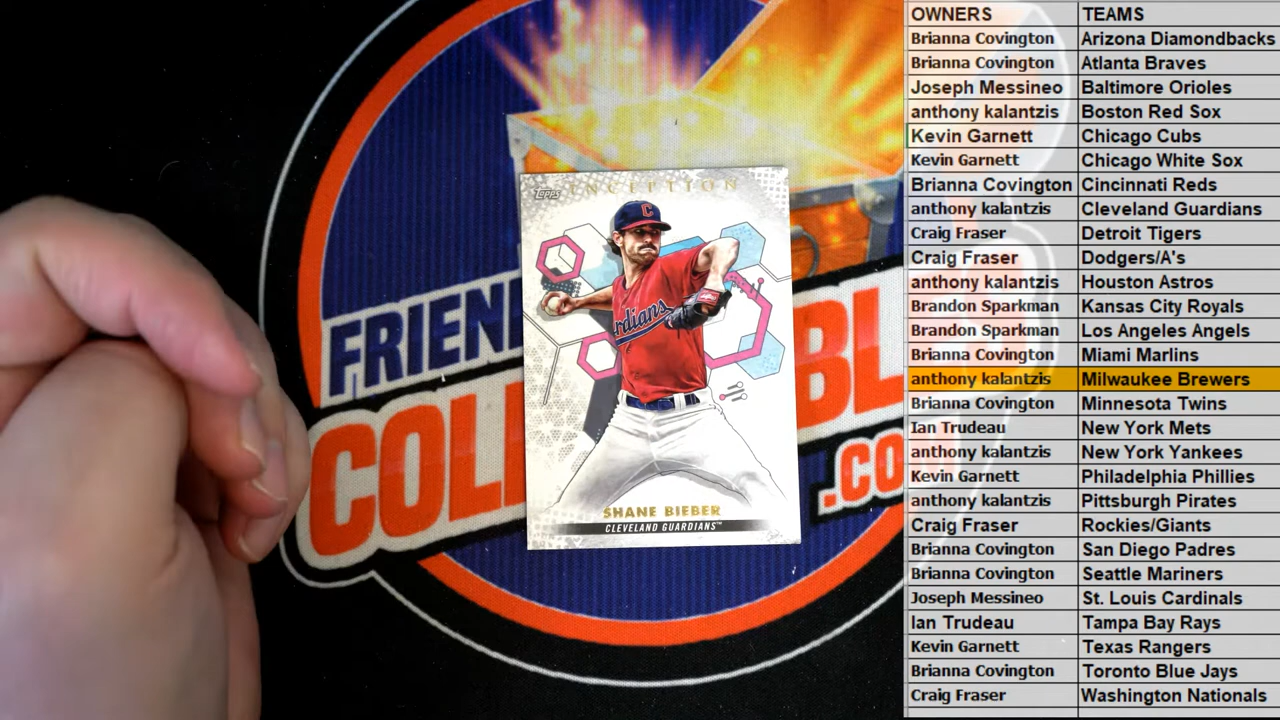 OWNERS TEAMS
Brianna Covington Arizona Diamondbacks
Brianna Covington Atlanta Braves
Joseph Messineo Baltimore Orioles
anthony kalantzis Boston Red Sox
Kevin Garnett Chicago Cubs
Kevin Garnett Chicago White Sox
Brianna Covington Cincinnati Reds
anthony kalantzis Cleveland Guardians
Craig Fraser Detroit Tigers
Craig Fraser Dodgers/A's
anthony kalantzis Houston Astros
Brandon Sparkman Kansas City Royals
Brandon Sparkman Los Angeles Angels
Brianna Covington Miami Marlins
anthony kalantzis Milwaukee Brewers
Brianna Covington Minnesota Twins
Ian Trudeau New York Mets
anthony kalantzis New York Yankees
Kevin Garnett Philadelphia Phillies
anthony kalantzis Pittsburgh Pirates
Craig Fraser Rockies/Giants
Brianna Covington San Diego Padres
Brianna Covington Seattle Mariners
Joseph Messineo St. Louis Cardinals
Ian Trudeau Tampa Bay Rays
Kevin Garnett Texas Rangers
Brianna Covington Toronto Blue Jays
Craig Fraser Washington Nationals
TOPPS INCEPTION
C
rdians
SHANE BIEBER
CLEVELAND GUARDIANS™
FRIEN
COLL BL
.CO